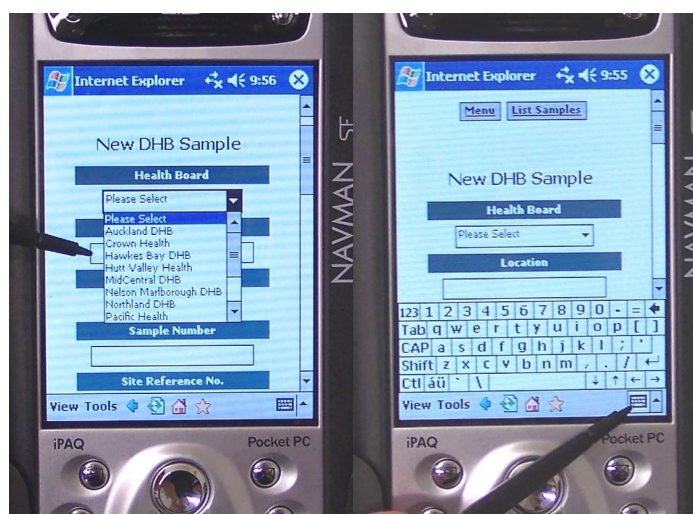 Internet Explorer 9:56
New DHB Sample
Health Board
Please Select
Please Select
Auckland DHB
Crown Health
Hawkes Bay DHB
Hutt Valley Health
MidCentral DHB
Nelson Marlborough DHB
Northland DHB
Pacific Health
Sample Number
Site Reference No.
View Tools
iPAQ Pocket PC
NAVMAN
Internet Explorer 9:55
Menu List Samples
New DHB Sample
Health Board
Please Select
Location
123 1 2 3 4 5 6 7 8 9 0 - =
Tab q w e r t y u i o p [ ]
CAP a s d f g h j k l ; '
Shift z x c v b n m , . /
Ctl áü ` \
View Tools
iPAQ Pocket PC